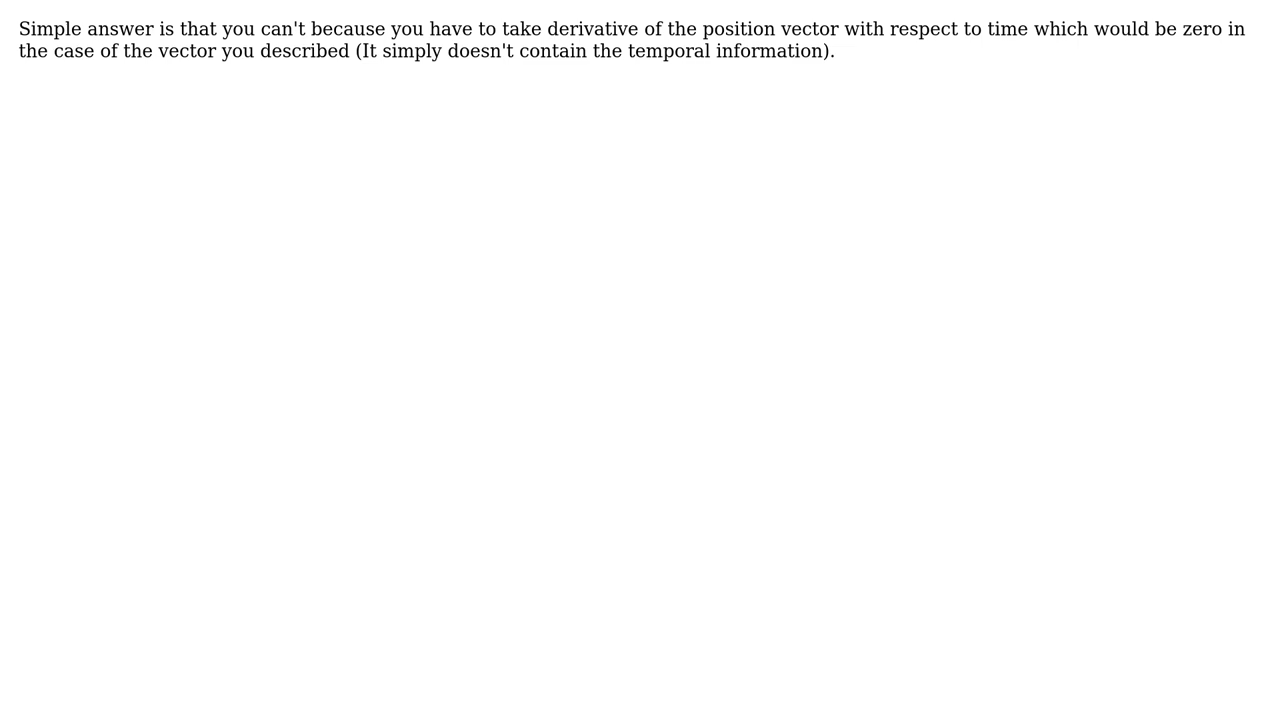 Simple answer is that you can't because you have to take derivative of the position vector with respect to time which would be zero in
the case of the vector you described (It simply doesn't contain the temporal information).